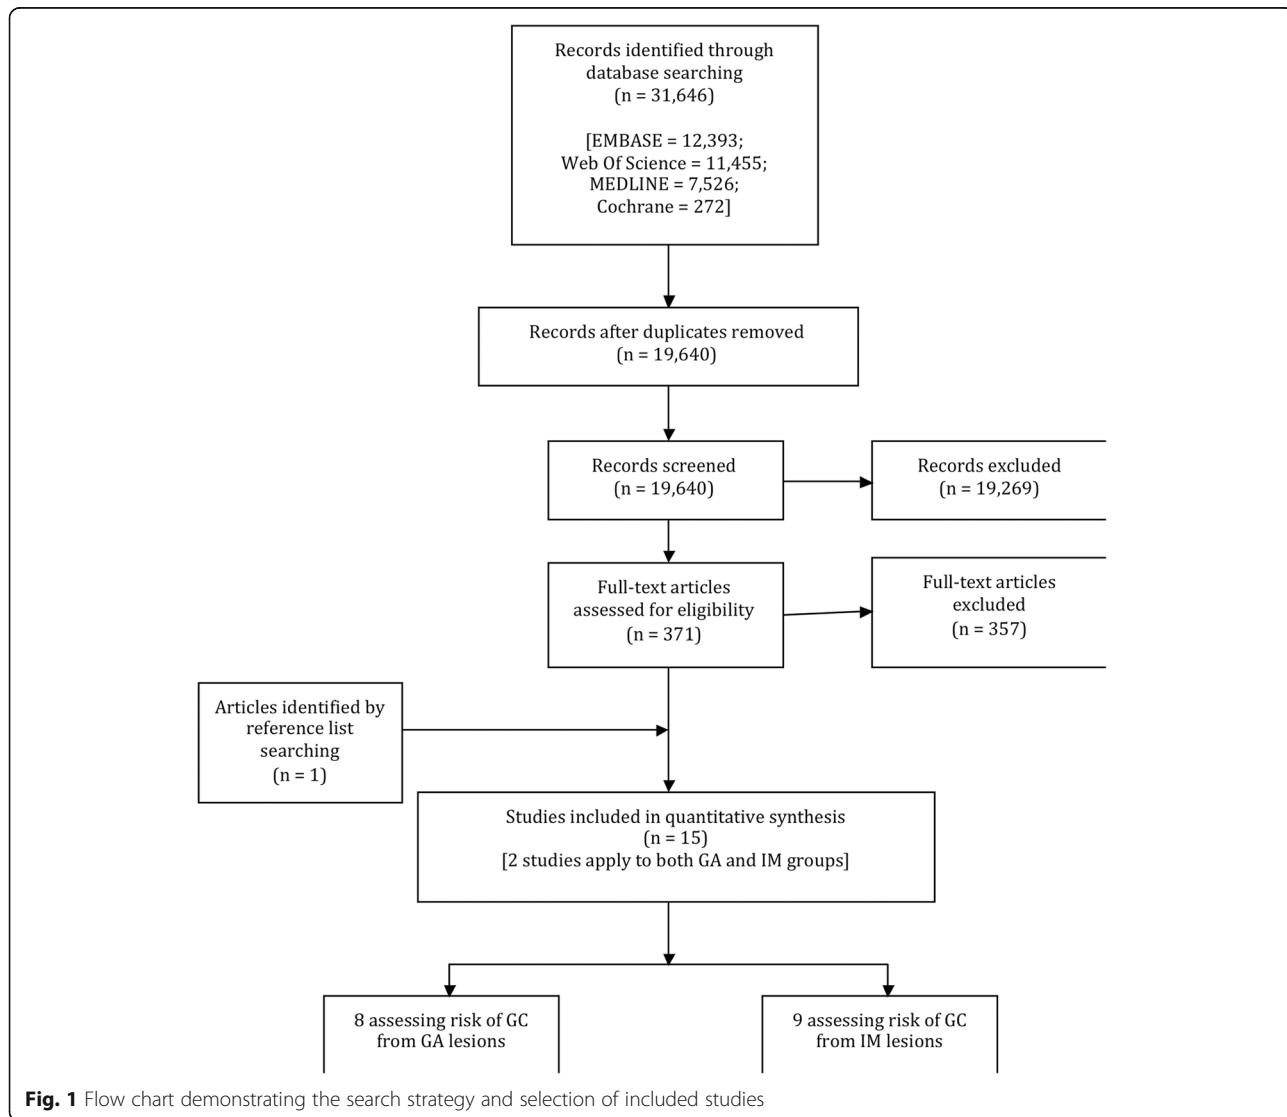 Records identified through
database searching
(n = 31,646)
[EMBASE = 12,393;
Web Of Science = 11,455;
MEDLINE = 7,526;
Cochrane = 272]
Records after duplicates removed
(n = 19,640)
Records screened
(n = 19,640)
Records excluded
(n = 19,269)
Full-text articles
assessed for eligibility
(n = 371)
Full-text articles
excluded
(n = 357)
Articles identified by
reference list
searching
(n = 1)
Studies included in quantitative synthesis
(n = 15)
[2 studies apply to both GA and IM groups]
8 assessing risk of GC
from GA lesions
9 assessing risk of GC
from IM lesions
Fig. 1 Flow chart demonstrating the search strategy and selection of included studies